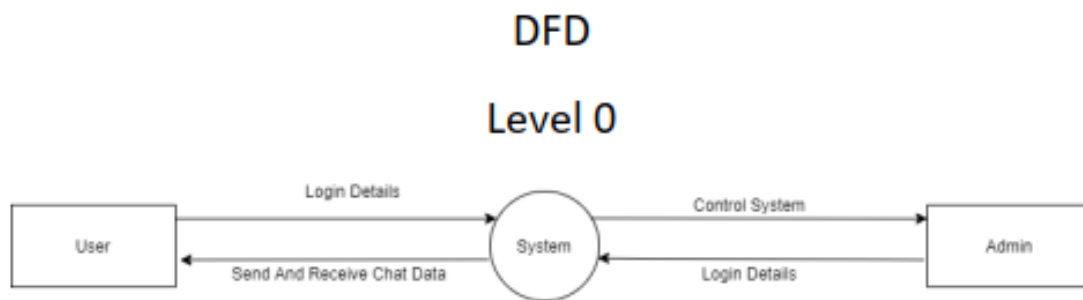 DFD
Level 0
Login Details
Control System
User
System
Admin
Send And Receive Chat Data
Login Details